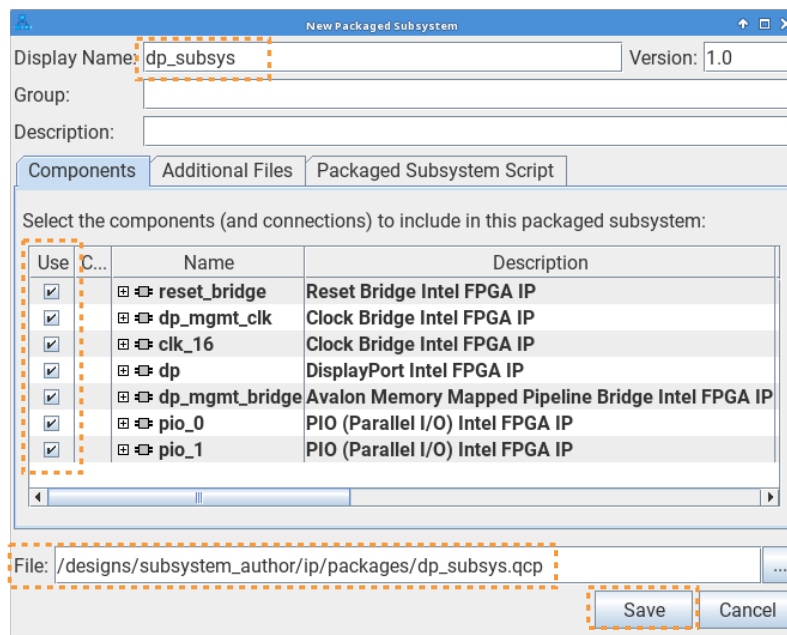 New Packaged Subsystem
Display Name: dp_subsys Version: 1.0
Group:
Description:
Components Additional Files Packaged Subsystem Script
Select the components (and connections) to include in this packaged subsystem:
Use C... Name Description
reset_bridge Reset Bridge Intel FPGA IP
dp_mgmt_clk Clock Bridge Intel FPGA IP
clk_16 Clock Bridge Intel FPGA IP
dp DisplayPort Intel FPGA IP
dp_mgmt_bridge Avalon Memory Mapped Pipeline Bridge Intel FPGA IP
pio_0 PIO (Parallel I/O) Intel FPGA IP
pio_1 PIO (Parallel I/O) Intel FPGA IP
File: /designs/subsystem_author/ip/packages/dp_subsys.qcp ...
Save Cancel